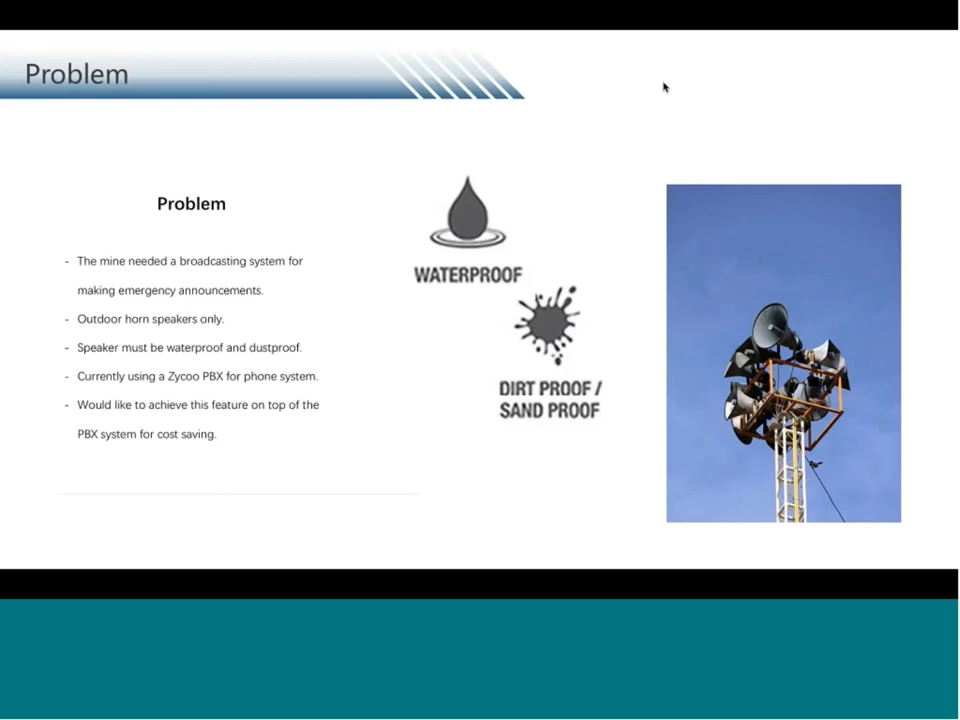 Problem
Problem
- The mine needed a broadcasting system for
making emergency announcements.
- Outdoor horn speakers only.
- Speaker must be waterproof and dustproof.
- Currently using a Zycoo PBX for phone system.
- Would like to achieve this feature on top of the
PBX system for cost saving.
WATERPROOF
DIRT PROOF /
SAND PROOF